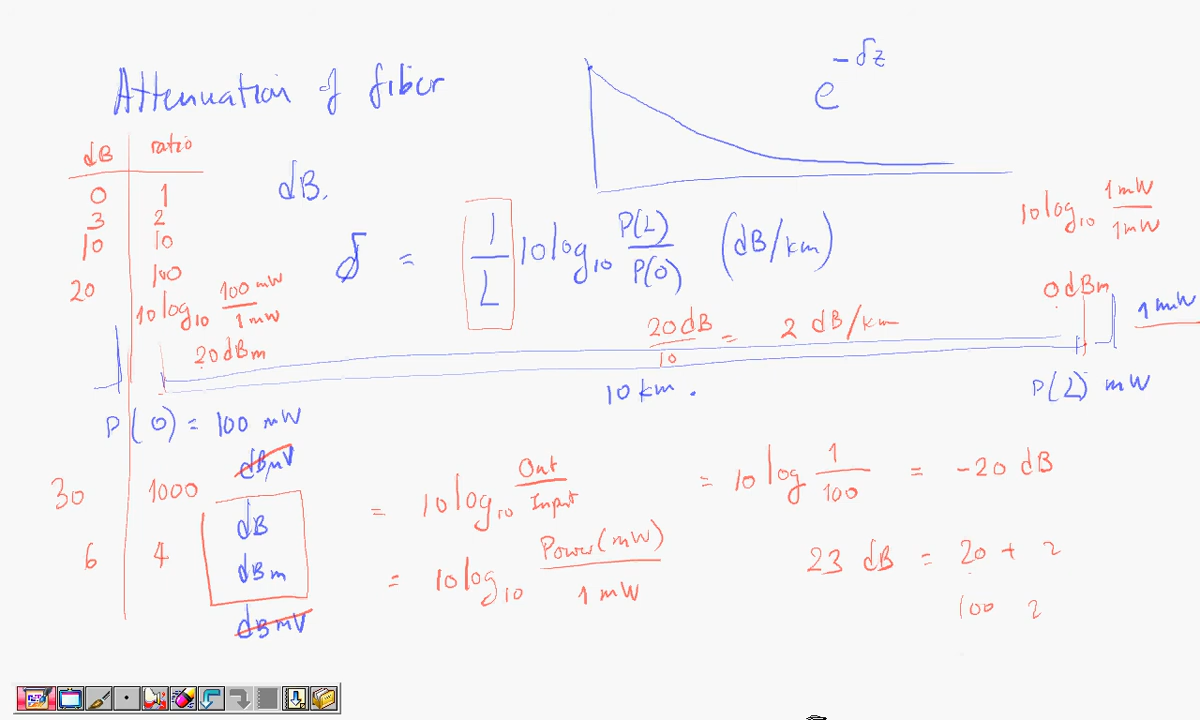 Attenuation of fiber
e^-δz
dB ratio
0 1
3 2
10 10
20 100
dB.
δ = 1/L 10log10 P(L)/P(0) (dB/km)
10log10 1mW/1mW
10log10 100mW/1mW
20dBm
0dBm
1mW
20dB/10 = 2 dB/km
10km.
P(L) mW
P(0) = 100 mW
30 1000
6 4
dBμV
dB = 10log10 Out/Input = 10log 1/100 = -20 dB
dBm = 10log10 Power(mW)/1mW
dBmV
23 dB = 20 + 2
100 2